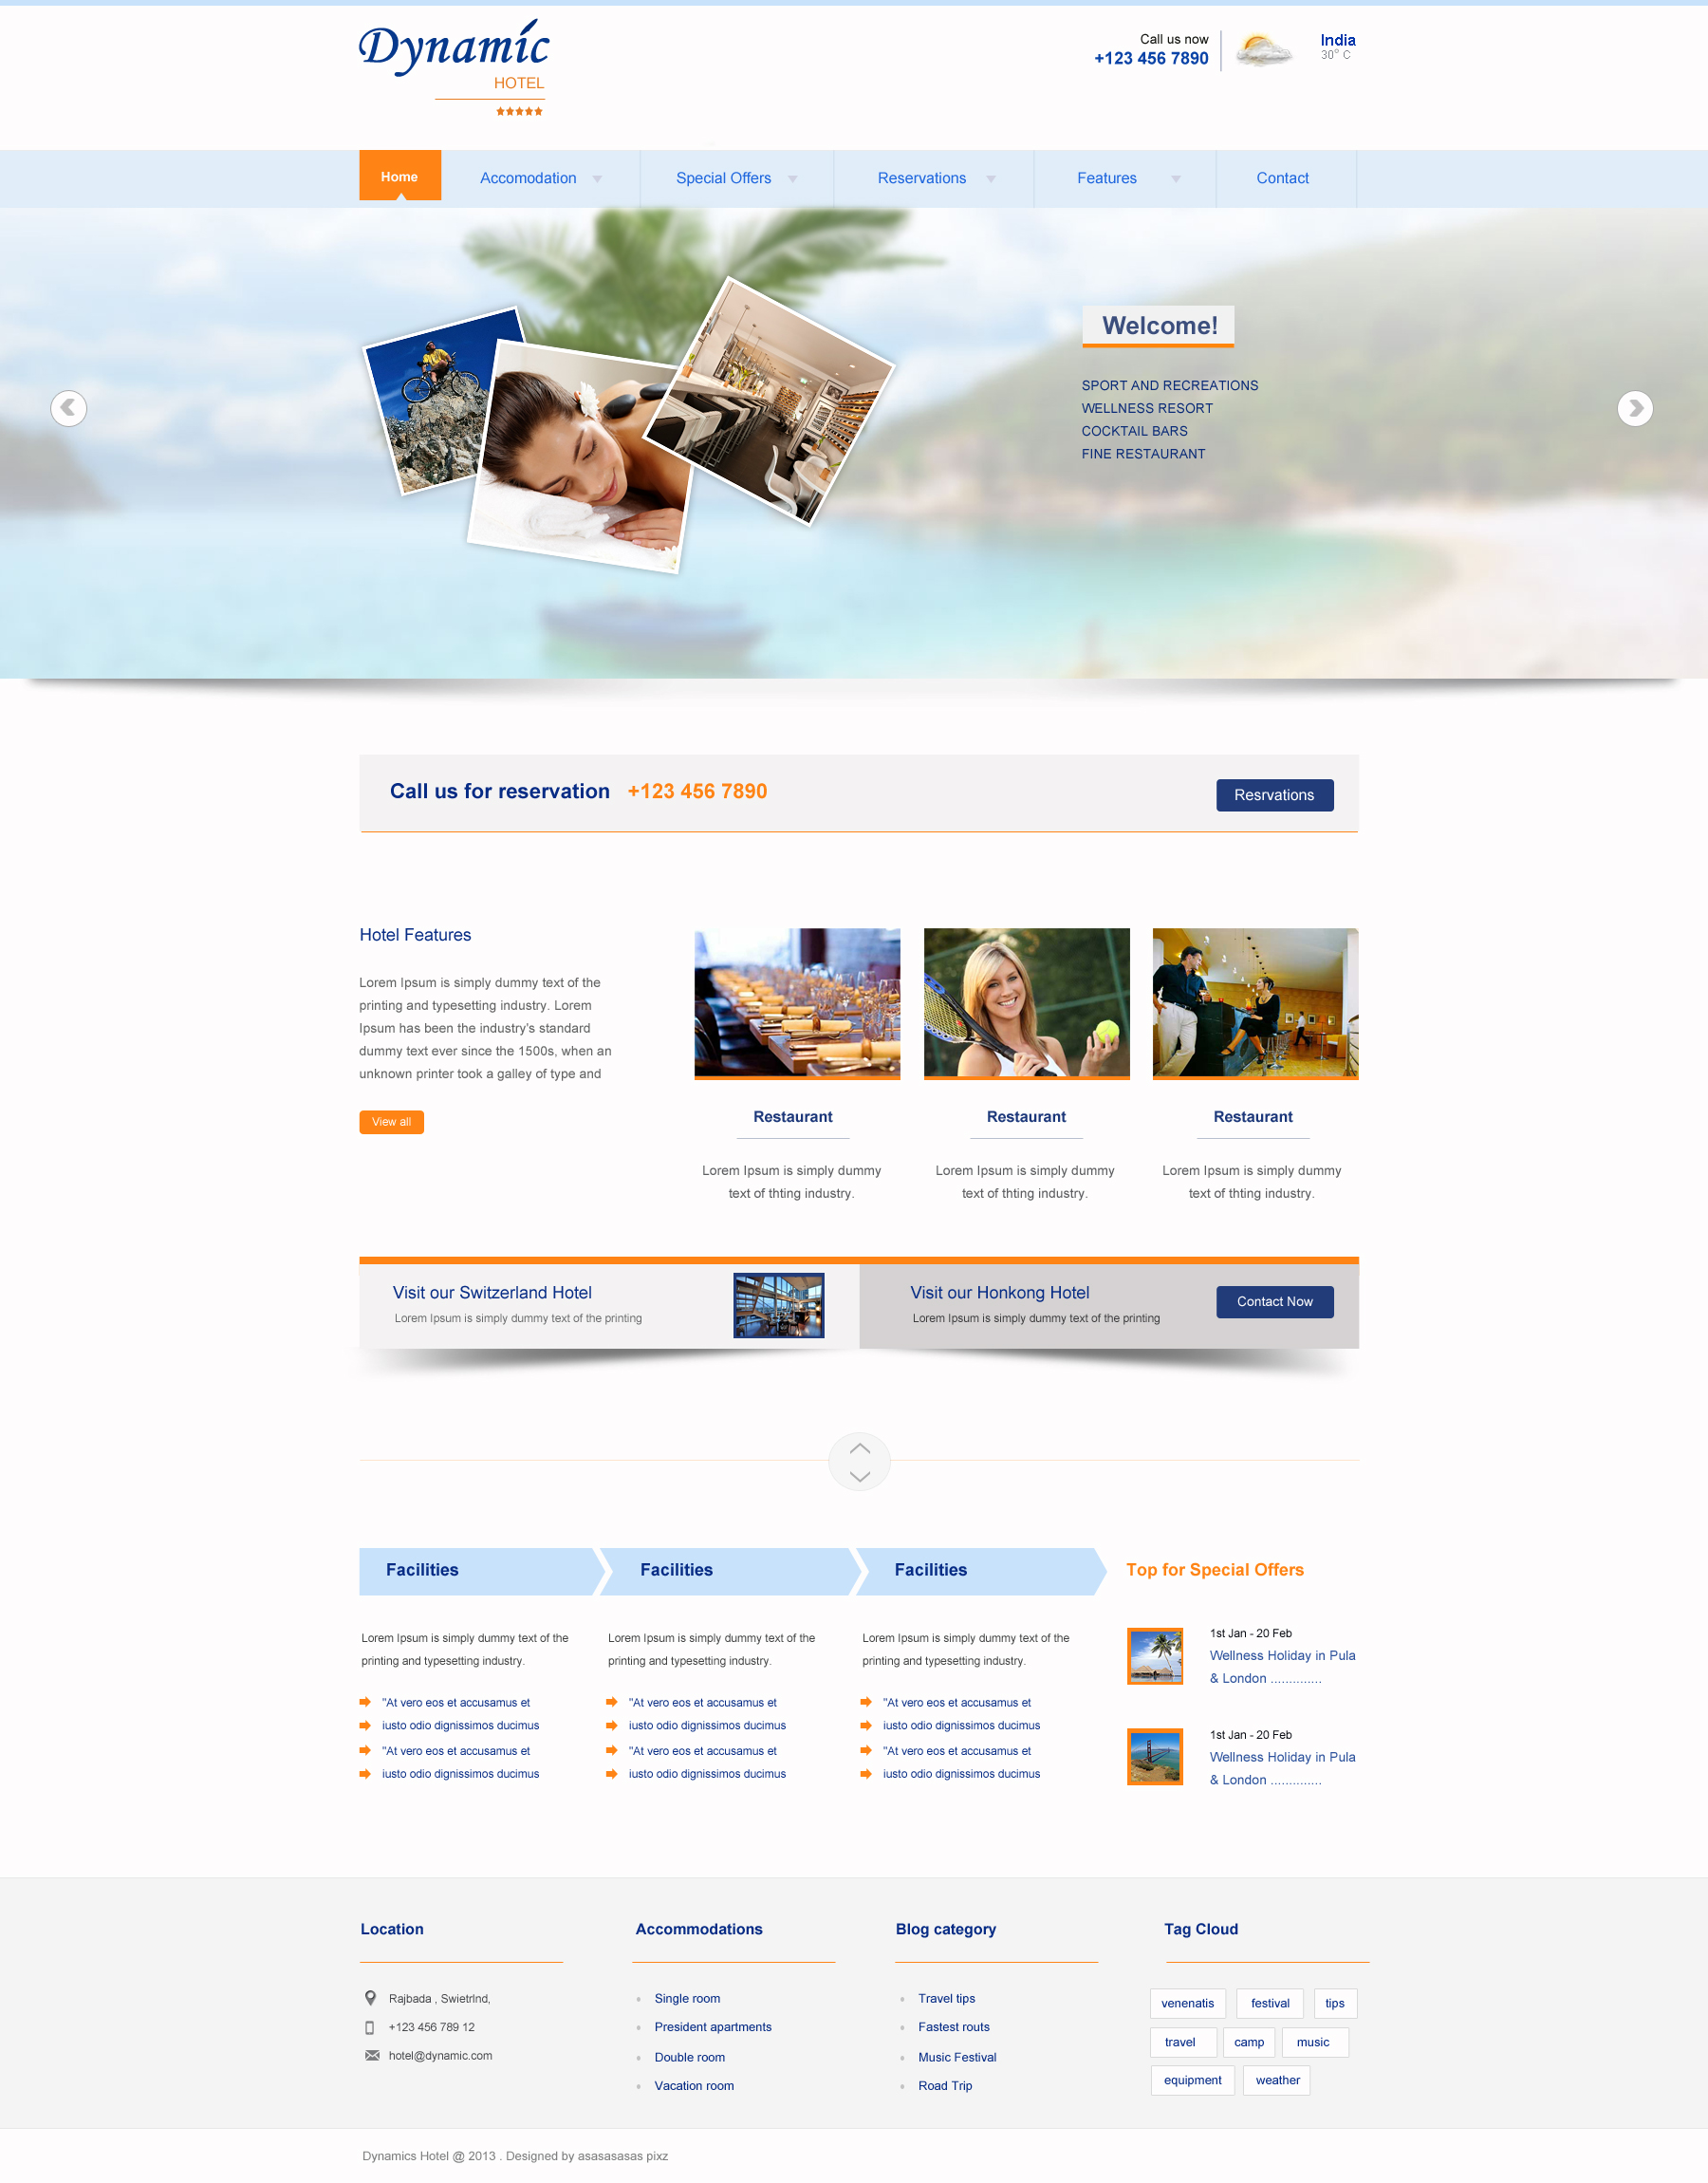 Dynamic
HOTEL
Call us now
+123 456 7890
India
30° C
Home
Accomodation
Special Offers
Reservations
Features
Contact
Welcome!
SPORT AND RECREATIONS
WELLNESS RESORT
COCKTAIL BARS
FINE RESTAURANT
Call us for reservation +123 456 7890
Resrvations
Hotel Features
Lorem Ipsum is simply dummy text of the
printing and typesetting industry. Lorem
Ipsum has been the industry's standard
dummy text ever since the 1500s, when an
unknown printer took a galley of type and
View all
Restaurant
Lorem Ipsum is simply dummy
text of thting industry.
Restaurant
Lorem Ipsum is simply dummy
text of thting industry.
Restaurant
Lorem Ipsum is simply dummy
text of thting industry.
Visit our Switzerland Hotel
Lorem Ipsum is simply dummy text of the printing
Visit our Honkong Hotel
Lorem Ipsum is simply dummy text of the printing
Contact Now
Facilities
Lorem Ipsum is simply dummy text of the
printing and typesetting industry.
"At vero eos et accusamus et
iusto odio dignissimos ducimus
"At vero eos et accusamus et
iusto odio dignissimos ducimus
Facilities
Lorem Ipsum is simply dummy text of the
printing and typesetting industry.
"At vero eos et accusamus et
iusto odio dignissimos ducimus
"At vero eos et accusamus et
iusto odio dignissimos ducimus
Facilities
Lorem Ipsum is simply dummy text of the
printing and typesetting industry.
"At vero eos et accusamus et
iusto odio dignissimos ducimus
"At vero eos et accusamus et
iusto odio dignissimos ducimus
Top for Special Offers
1st Jan - 20 Feb
Wellness Holiday in Pula
& London .............
1st Jan - 20 Feb
Wellness Holiday in Pula
& London .............
Location
Rajbada , Swietrlnd,
+123 456 789 12
hotel@dynamic.com
Accommodations
Single room
President apartments
Double room
Vacation room
Blog category
Travel tips
Fastest routs
Music Festival
Road Trip
Tag Cloud
venenatis
festival
tips
travel
camp
music
equipment
weather
Dynamics Hotel @ 2013 . Designed by asasasasas pixz